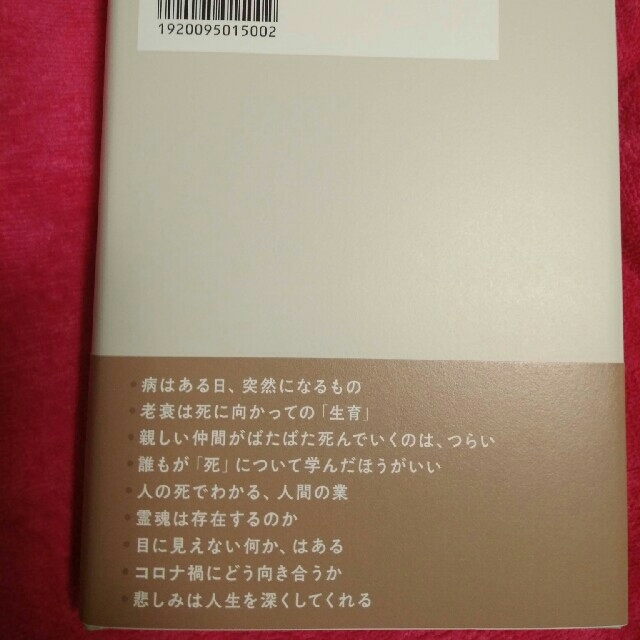 1920095015002
・病はある日、突然になるもの
・老衰は死に向かっての「生育」
・親しい仲間がばたばた死んでいくのは、つらい
・誰もが「死」について学んだほうがいい
・人の死でわかる、人間の業
・霊魂は存在するのか
・目に見えない何か、はある
・コロナ禍にどう向き合うか
・悲しみは人生を深くしてくれる